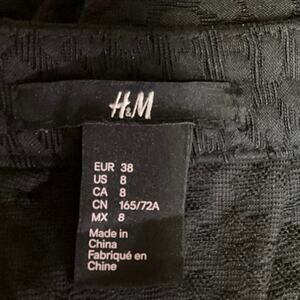 H&M
EUR 38
US 8
CA 8
CN 165/72A
MX 8
Made in
China
Fabriqué en
Chine